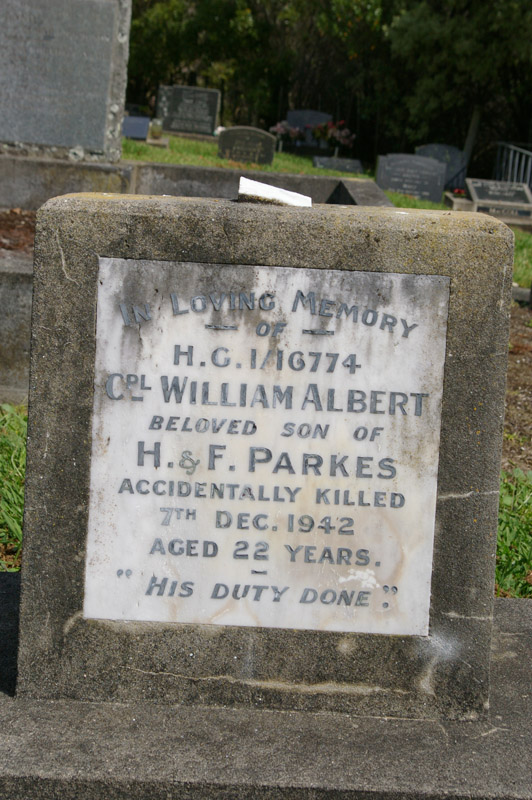 IN LOVING MEMORY
OF
H.G. 1/16774
CPL WILLIAM ALBERT
BELOVED SON OF
H. & F. PARKES
ACCIDENTALLY KILLED
7TH DEC. 1942
AGED 22 YEARS.
"HIS DUTY DONE".